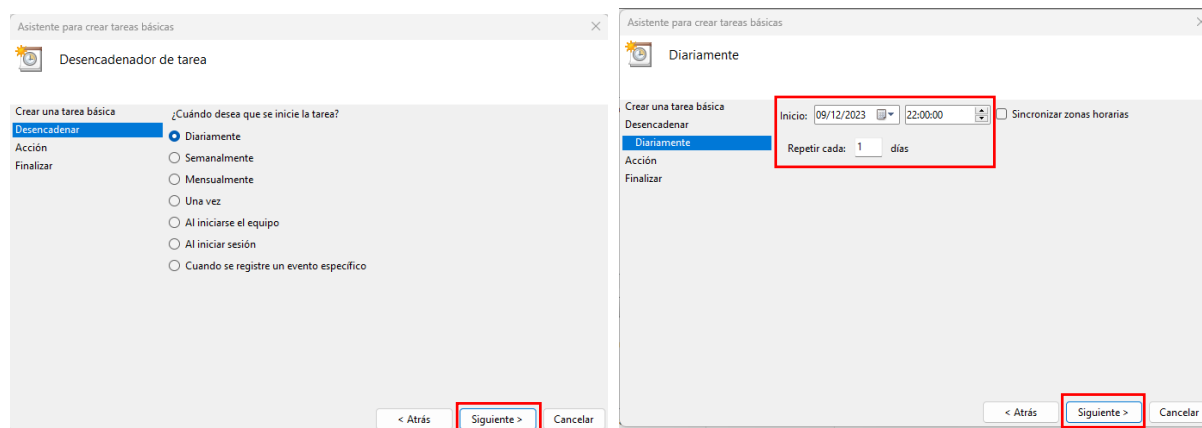 Asistente para crear tareas básicas
Desencadenador de tarea
Crear una tarea básica
Desencadenar
Acción
Finalizar
¿Cuándo desea que se inicie la tarea?
Diariamente
Semanalmente
Mensualmente
Una vez
Al iniciarse el equipo
Al iniciar sesión
Cuando se registre un evento específico
< Atrás Siguiente > Cancelar
Asistente para crear tareas básicas
Diariamente
Crear una tarea básica
Desencadenar
Diariamente
Acción
Finalizar
Inicio: 09/12/2023 22:00:00 Sincronizar zonas horarias
Repetir cada: 1 días
< Atrás Siguiente > Cancelar